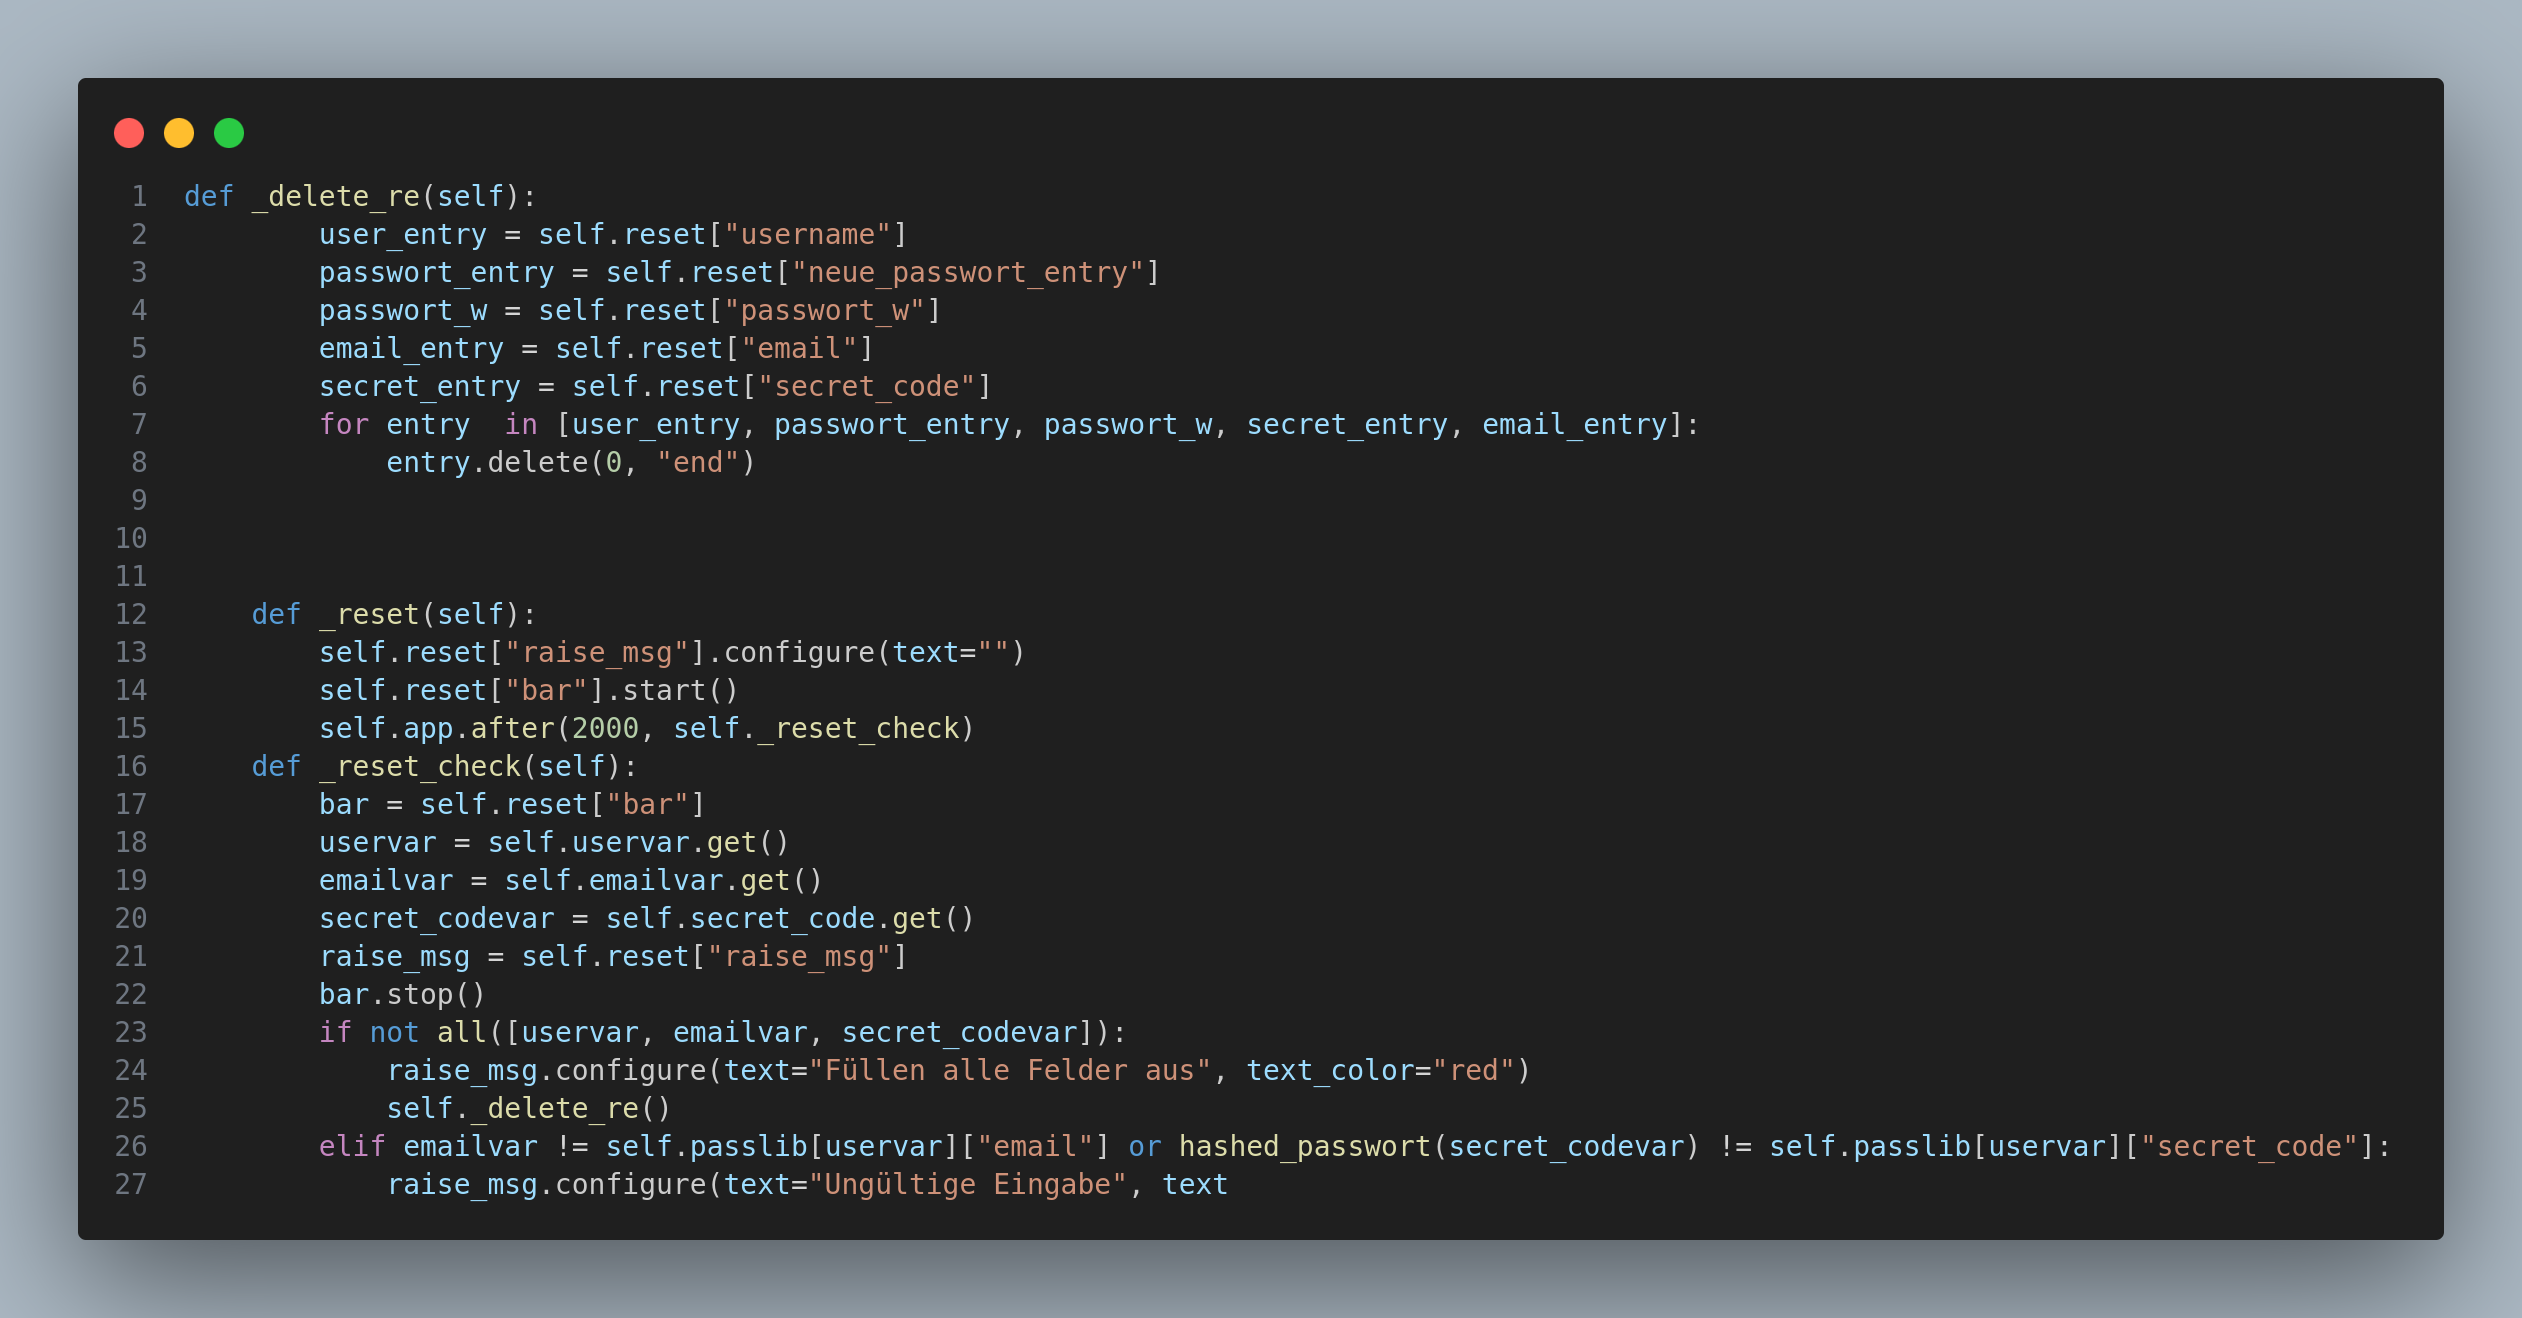 1 def _delete_re(self):
2         user_entry = self.reset["username"]
3         passwort_entry = self.reset["neue_passwort_entry"]
4         passwort_w = self.reset["passwort_w"]
5         email_entry = self.reset["email"]
6         secret_entry = self.reset["secret_code"]
7         for entry  in [user_entry, passwort_entry, passwort_w, secret_entry, email_entry]:
8             entry.delete(0, "end")
9
10
11
12     def _reset(self):
13         self.reset["raise_msg"].configure(text="")
14         self.reset["bar"].start()
15         self.app.after(2000, self._reset_check)
16     def _reset_check(self):
17         bar = self.reset["bar"]
18         uservar = self.uservar.get()
19         emailvar = self.emailvar.get()
20         secret_codevar = self.secret_code.get()
21         raise_msg = self.reset["raise_msg"]
22         bar.stop()
23         if not all([uservar, emailvar, secret_codevar]):
24             raise_msg.configure(text="Füllen alle Felder aus", text_color="red")
25             self._delete_re()
26         elif emailvar != self.passlib[uservar]["email"] or hashed_passwort(secret_codevar) != self.passlib[uservar]["secret_code"]:
27             raise_msg.configure(text="Ungültige Eingabe", text